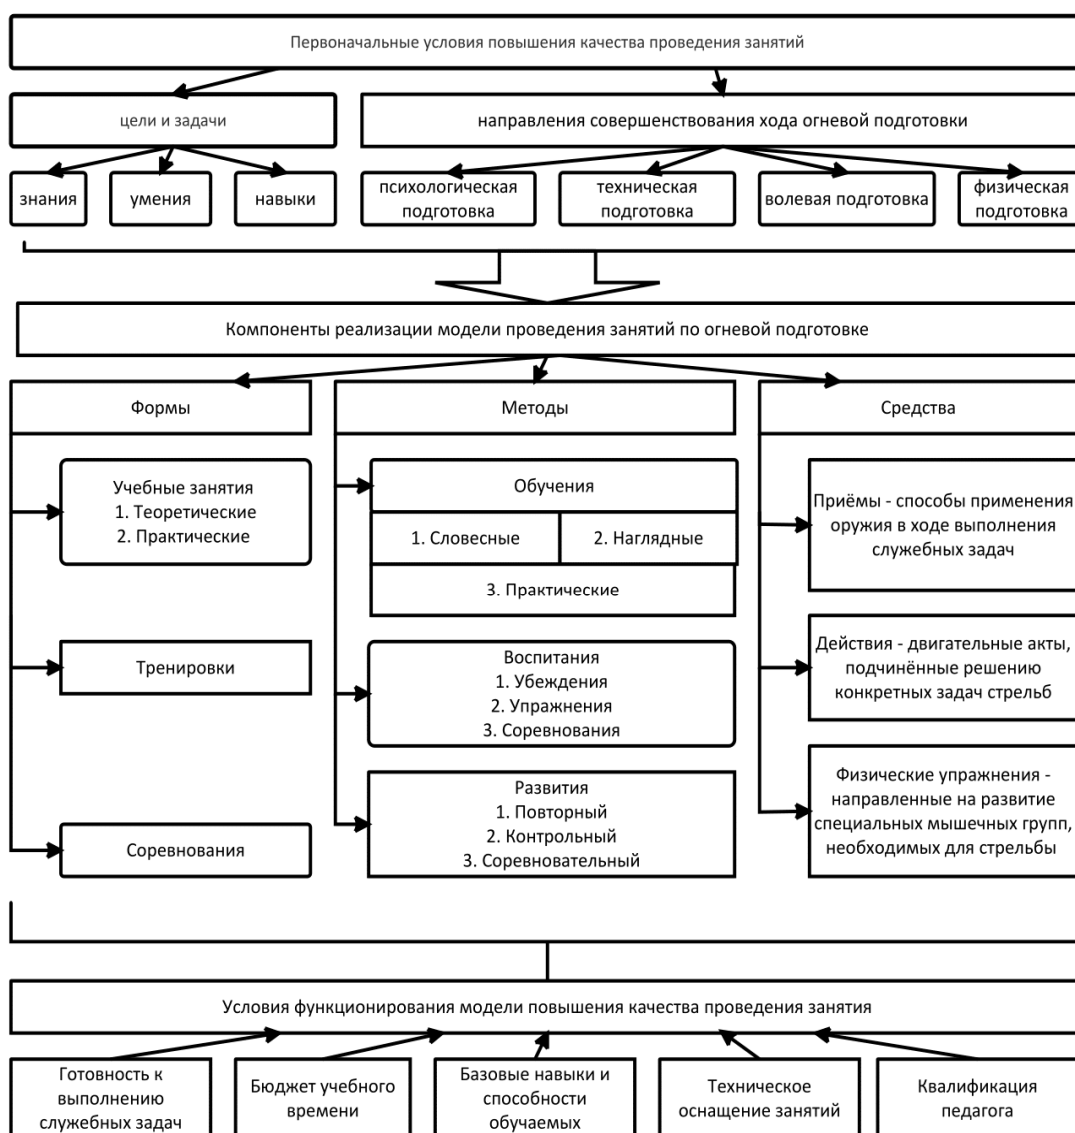 Первоначальные условия повышения качества проведения занятий
цели и задачи
направления совершенствования хода огневой подготовки
знания
умения
навыки
психологическая
подготовка
техническая
подготовка
волевая подготовка
физическая
подготовка
Компоненты реализации модели проведения занятий по огневой подготовке
Формы
Методы
Средства
Учебные занятия
1. Теоретические
2. Практические
Тренировки
Соревнования
Обучения
1. Словесные
2. Наглядные
3. Практические
Воспитания
1. Убеждения
2. Упражнения
3. Соревнования
Развития
1. Повторный
2. Контрольный
3. Соревновательный
Приёмы - способы применения
оружия в ходе выполнения
служебных задач
Действия - двигательные акты,
подчинённые решению
конкретных задач стрельб
Физические упражнения -
направленные на развитие
специальных мышечных групп,
необходимых для стрельбы
Условия функционирования модели повышения качества проведения занятия
Готовность к
выполнению
служебных задач
Бюджет учебного
времени
Базовые навыки и
способности
обучаемых
Техническое
оснащение занятий
Квалификация
педагога